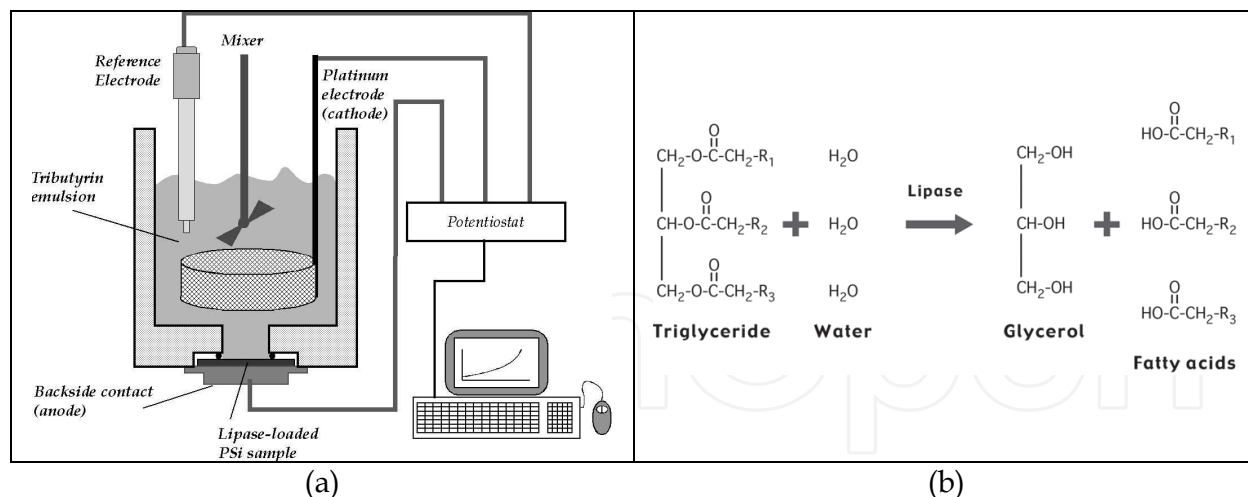 Mixer
Reference
Electrode
Platinum
electrode
(cathode)
Tributyrin
emulsion
Potentiostat
Backside contact
(anode)
Lipase-loaded
PSi sample
(a)
O
CH2-O-C-CH2-R1
H2O
CH2-OH
O
HO-C-CH2-R1
O
CH-O-C-CH2-R2
+
H2O
Lipase
CH-OH
+
O
HO-C-CH2-R2
O
CH2-O-C-CH2-R3
H2O
CH2-OH
O
HO-C-CH2-R3
Triglyceride
Water
Glycerol
Fatty acids
(b)